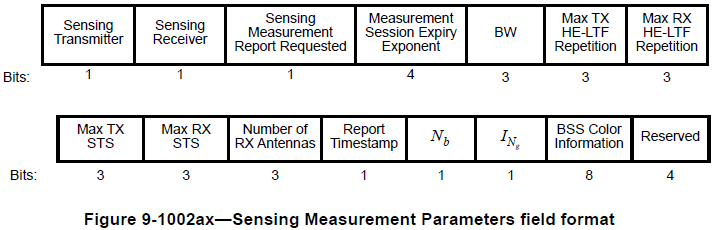 Sensing Transmitter
Sensing Receiver
Sensing Measurement Report Requested
Measurement Session Expiry Exponent
BW
Max TX HE-LTF Repetition
Max RX HE-LTF Repetition
Bits: 1 1 1 4 3 3 3
Max TX STS
Max RX STS
Number of RX Antennas
Report Timestamp
N_b
I_{N_g}
BSS Color Information
Reserved
Bits: 3 3 3 1 1 1 8 4
Figure 9-1002ax—Sensing Measurement Parameters field format